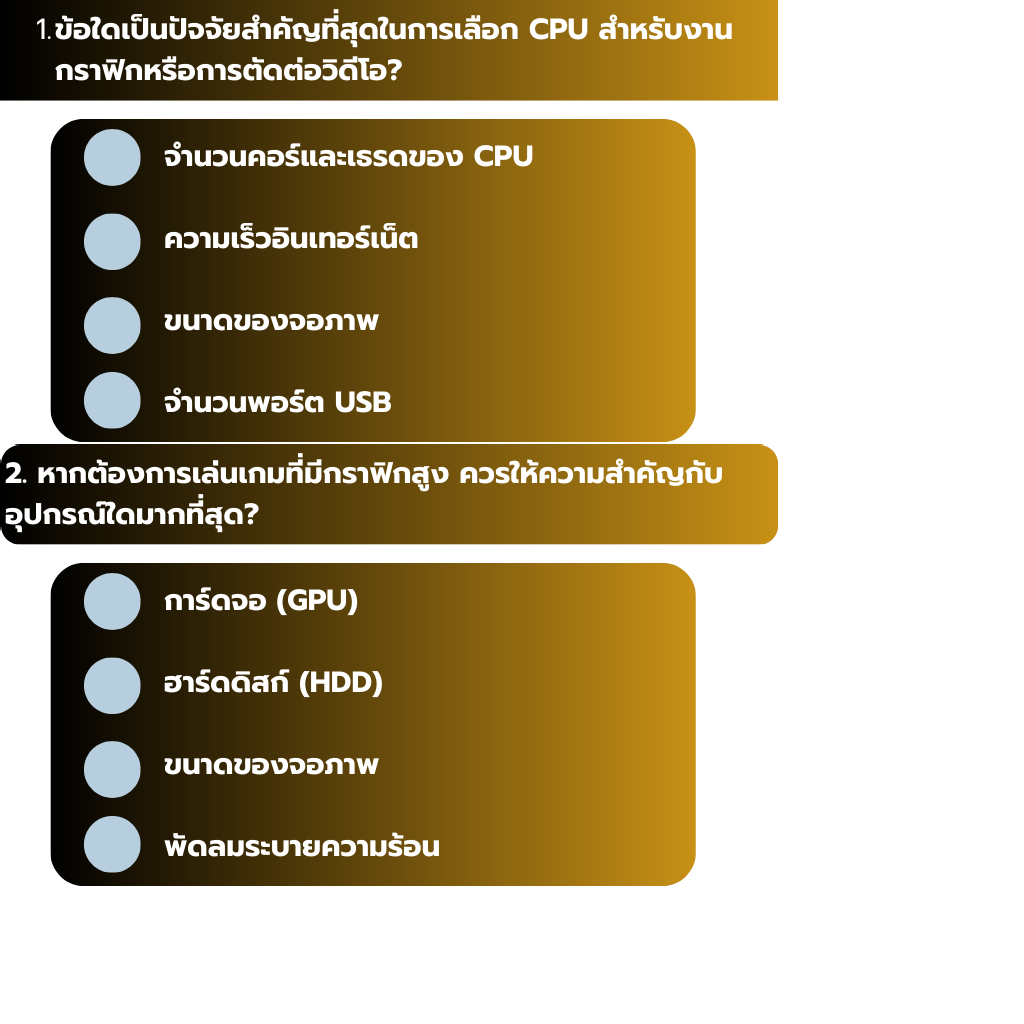 1. ข้อใดเป็นปัจจัยสำคัญที่สุดในการเลือก CPU สำหรับงาน
กราฟิกหรือการตัดต่อวิดีโอ?
จำนวนคอร์และเธรดของ CPU
ความเร็วอินเทอร์เน็ต
ขนาดของจอภาพ
จำนวนพอร์ต USB
2. หากต้องการเล่นเกมที่มีกราฟิกสูง ควรให้ความสำคัญกับ
อุปกรณ์ใดมากที่สุด?
การ์ดจอ (GPU)
ฮาร์ดดิสก์ (HDD)
ขนาดของจอภาพ
พัดลมระบายความร้อน